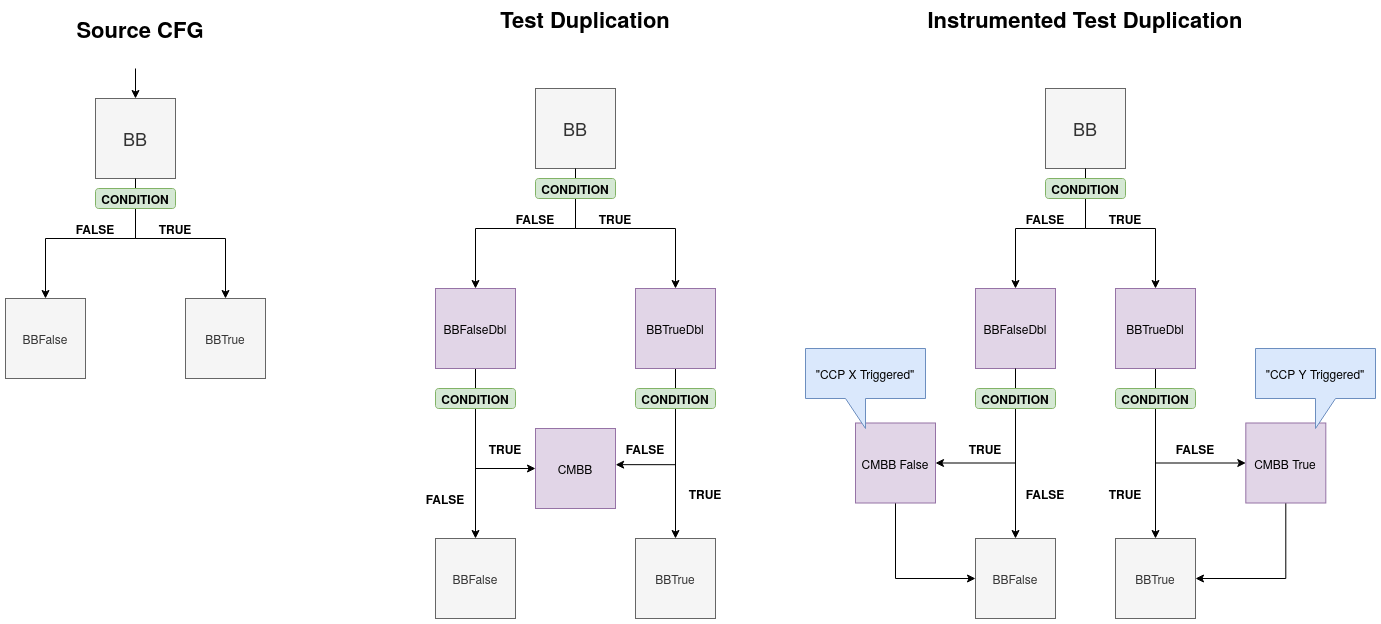 Source CFG
BB
CONDITION
FALSE
TRUE
BBFalse
BBTrue
Test Duplication
BB
CONDITION
FALSE
TRUE
BBFalseDbl
BBTrueDbl
CONDITION
CONDITION
TRUE
CMBB
FALSE
FALSE
TRUE
BBFalse
BBTrue
Instrumented Test Duplication
BB
CONDITION
FALSE
TRUE
BBFalseDbl
BBTrueDbl
"CCP X Triggered"
"CCP Y Triggered"
CONDITION
CONDITION
CMBB False
TRUE
FALSE
CMBB True
FALSE
TRUE
BBFalse
BBTrue